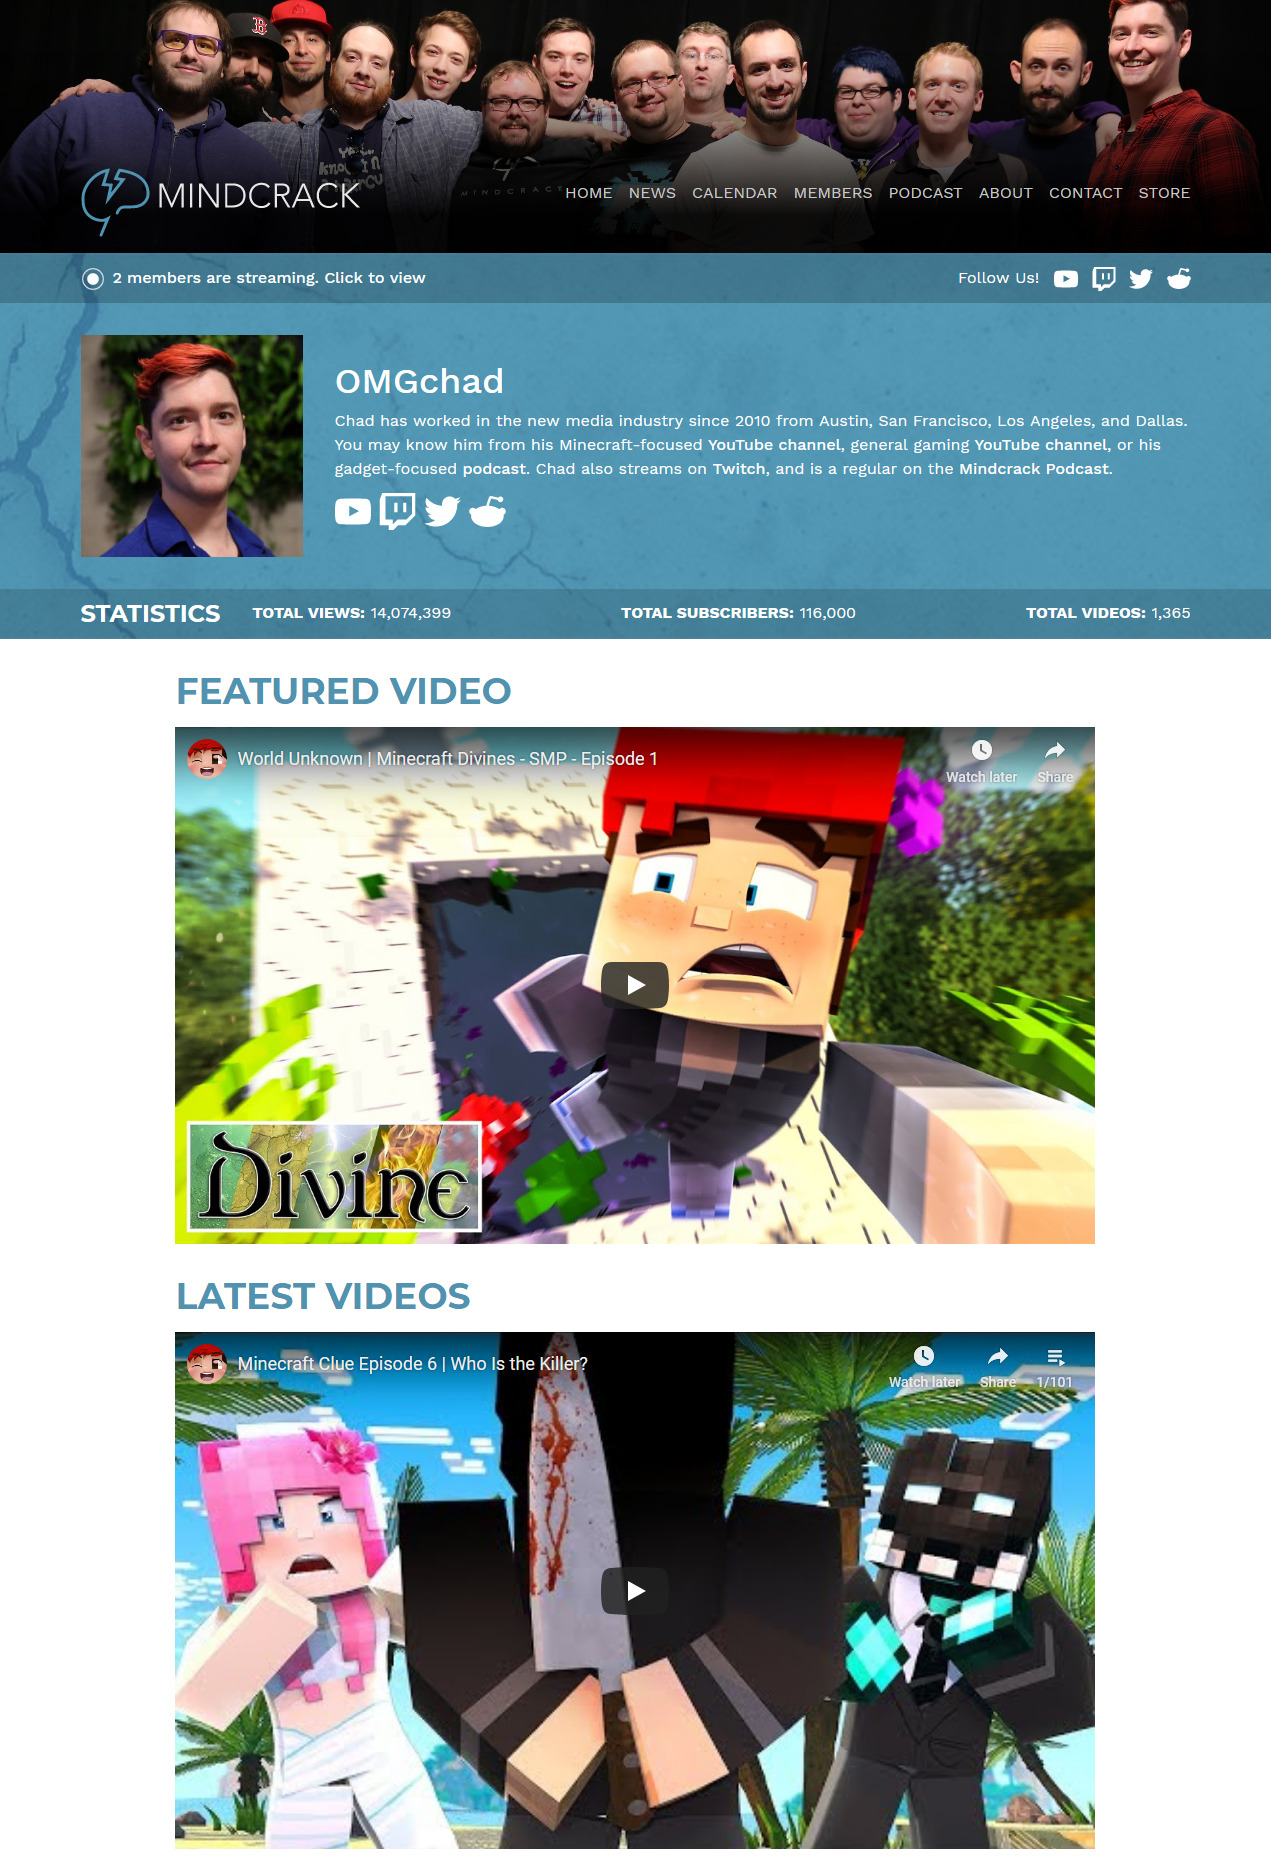 MINDCRACK
HOME NEWS CALENDAR MEMBERS PODCAST ABOUT CONTACT STORE
2 members are streaming. Click to view
Follow Us!
OMGchad
Chad has worked in the new media industry since 2010 from Austin, San Francisco, Los Angeles, and Dallas.
You may know him from his Minecraft-focused YouTube channel, general gaming YouTube channel, or his
gadget-focused podcast. Chad also streams on Twitch, and is a regular on the Mindcrack Podcast.
STATISTICS TOTAL VIEWS: 14,074,399 TOTAL SUBSCRIBERS: 116,000 TOTAL VIDEOS: 1,365
FEATURED VIDEO
World Unknown | Minecraft Divines - SMP - Episode 1
Watch later Share
Divine
LATEST VIDEOS
Minecraft Clue Episode 6 | Who Is the Killer?
Watch later Share 1/101